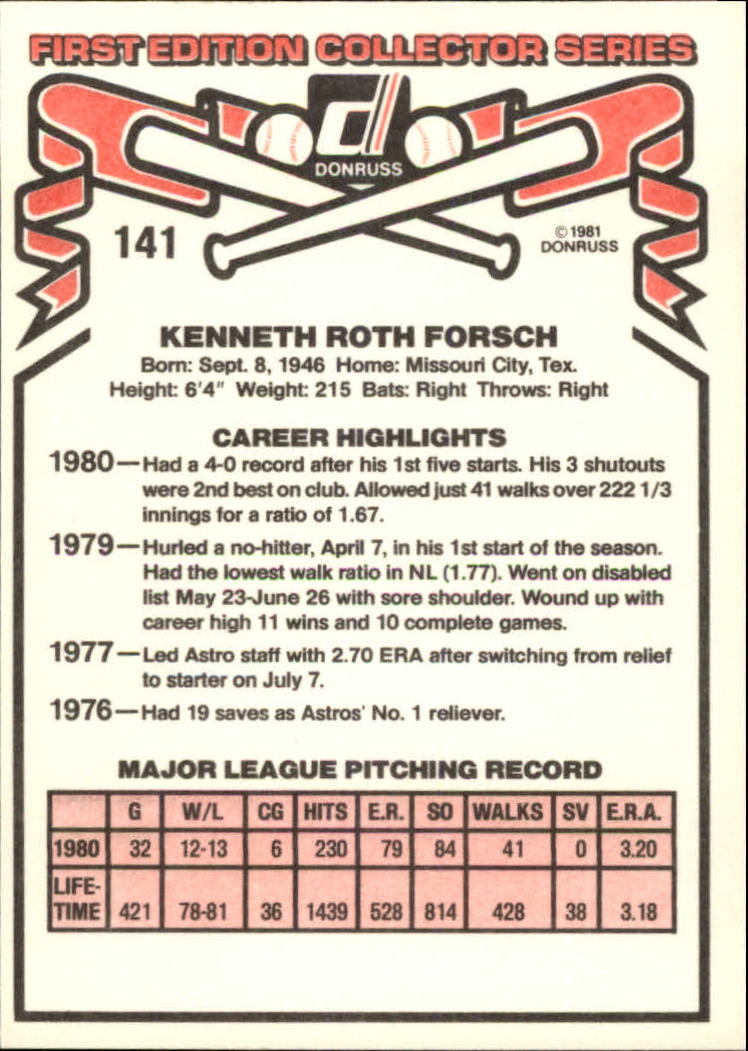 FIRST EDITION COLLECTOR SERIES
d
DONRUSS
141
© 1981
DONRUSS
KENNETH ROTH FORSCH
Born: Sept. 8, 1946 Home: Missouri City, Tex.
Height: 6'4" Weight: 215 Bats: Right Throws: Right
CAREER HIGHLIGHTS
1980—Had a 4-0 record after his 1st five starts. His 3 shutouts
were 2nd best on club. Allowed just 41 walks over 222 1/3
innings for a ratio of 1.67.
1979—Hurled a no-hitter, April 7, in his 1st start of the season.
Had the lowest walk ratio in NL (1.77). Went on disabled
list May 23-June 26 with sore shoulder. Wound up with
career high 11 wins and 10 complete games.
1977—Led Astro staff with 2.70 ERA after switching from relief
to starter on July 7.
1976—Had 19 saves as Astros' No. 1 reliever.
MAJOR LEAGUE PITCHING RECORD
G W/L CG HITS E.R. SO WALKS SV E.R.A.
1980 32 12-13 6 230 79 84 41 0 3.20
LIFE-
TIME 421 78-81 36 1439 528 814 428 38 3.18